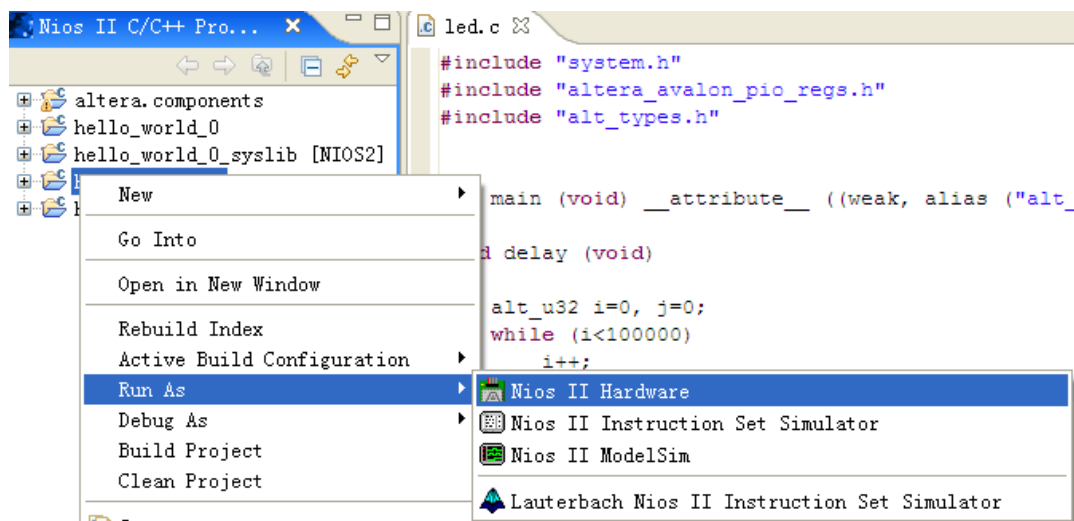 Nios II C/C++ Pro...
altera.components
hello_world_0
hello_world_0_syslib [NIOS2]
New
Go Into
Open in New Window
Rebuild Index
Active Build Configuration
Run As
Debug As
Build Project
Clean Project
led.c
#include "system.h"
#include "altera_avalon_pio_regs.h"
#include "alt_types.h"
main (void) __attribute__ ((weak, alias ("alt_
delay (void)
alt_u32 i=0, j=0;
while (i<100000)
i++;
Nios II Hardware
Nios II Instruction Set Simulator
Nios II ModelSim
Lauterbach Nios II Instruction Set Simulator